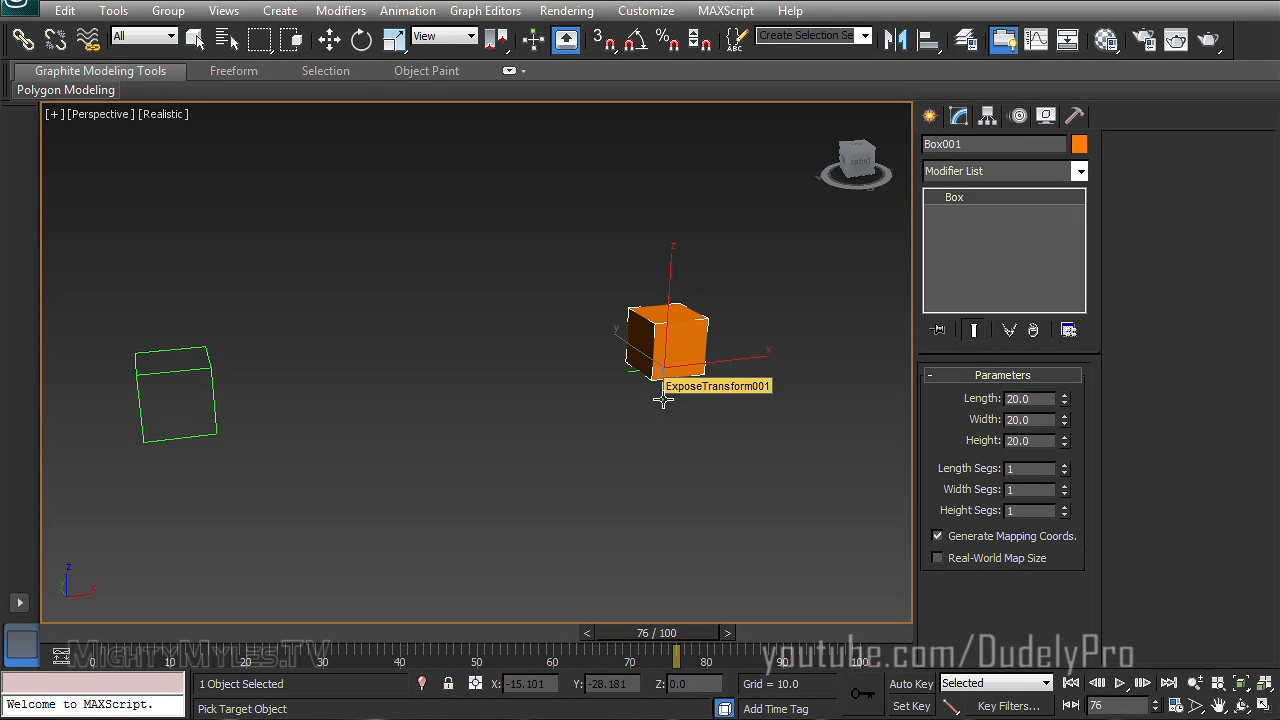 Edit Tools Group Views Create Modifiers Animation Graph Editors Rendering Customize MAXScript Help
All View 3 Create Selection Se
Graphite Modeling Tools Freeform Selection Object Paint
Polygon Modeling
[+] [Perspective] [Realistic]
FRONT
z
y
x
ExposeTransform001
z
y
x
Box001
Modifier List
Box
- Parameters
Length: 20.0
Width: 20.0
Height: 20.0
Length Segs: 1
Width Segs: 1
Height Segs: 1
Generate Mapping Coords.
Real-World Map Size
< 76 / 100 >
0 10 20 30 40 50 60 70 80 90 100
MightyMyles.TV
youtube.com/DudelyPro
1 Object Selected X: -15.101 Y: -28.181 Z: 0.0 Grid = 10.0 Auto Key Selected
Welcome to MAXScript. Pick Target Object Add Time Tag Set Key Key Filters... 76